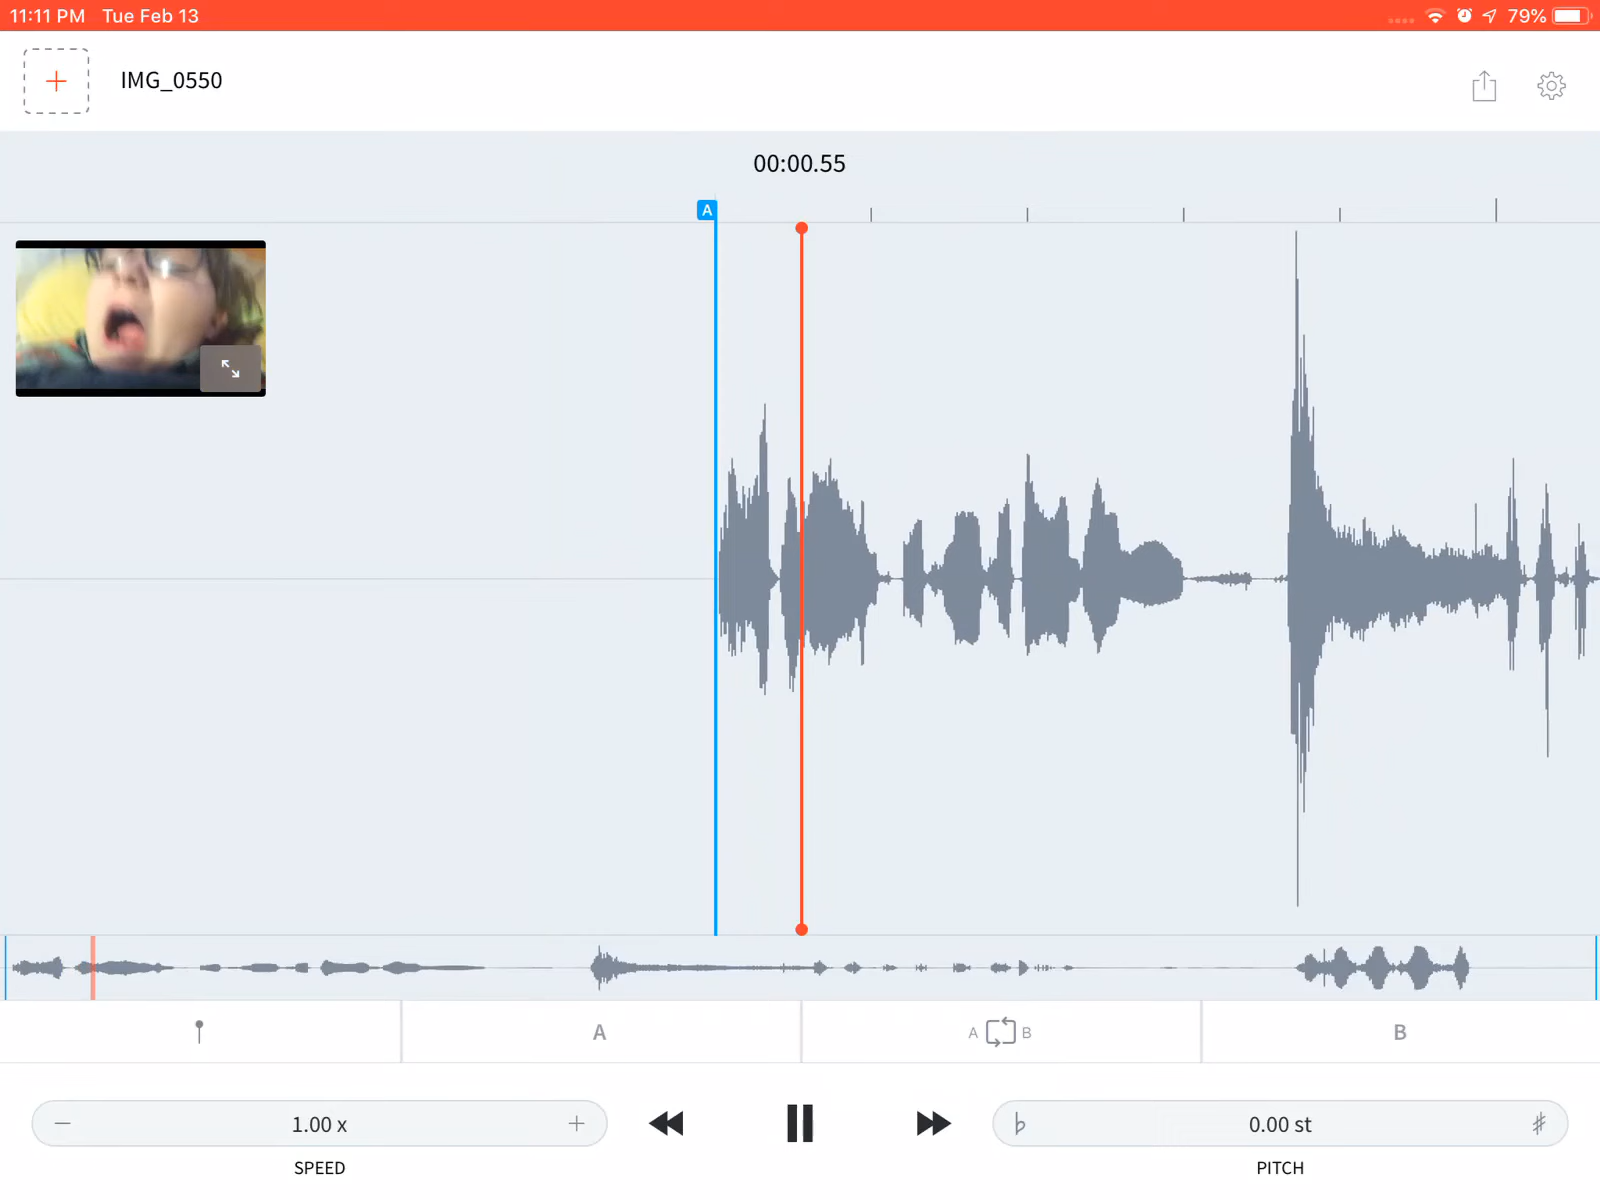 11:11 PM Tue Feb 13
79%
IMG_0550
00:00.55
A
A
A B
B
1.00 x
0.00 st
SPEED
PITCH